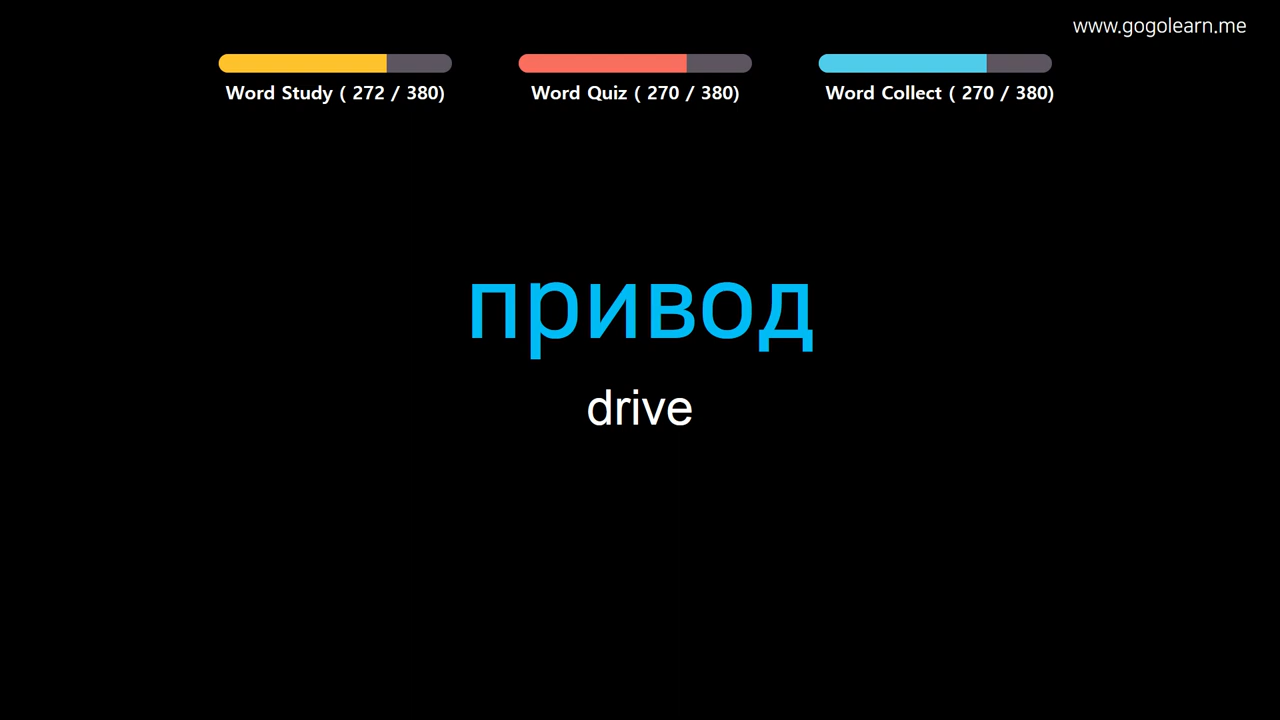 www.gogolearn.me
Word Study ( 272 / 380)
Word Quiz ( 270 / 380)
Word Collect ( 270 / 380)
привод
drive